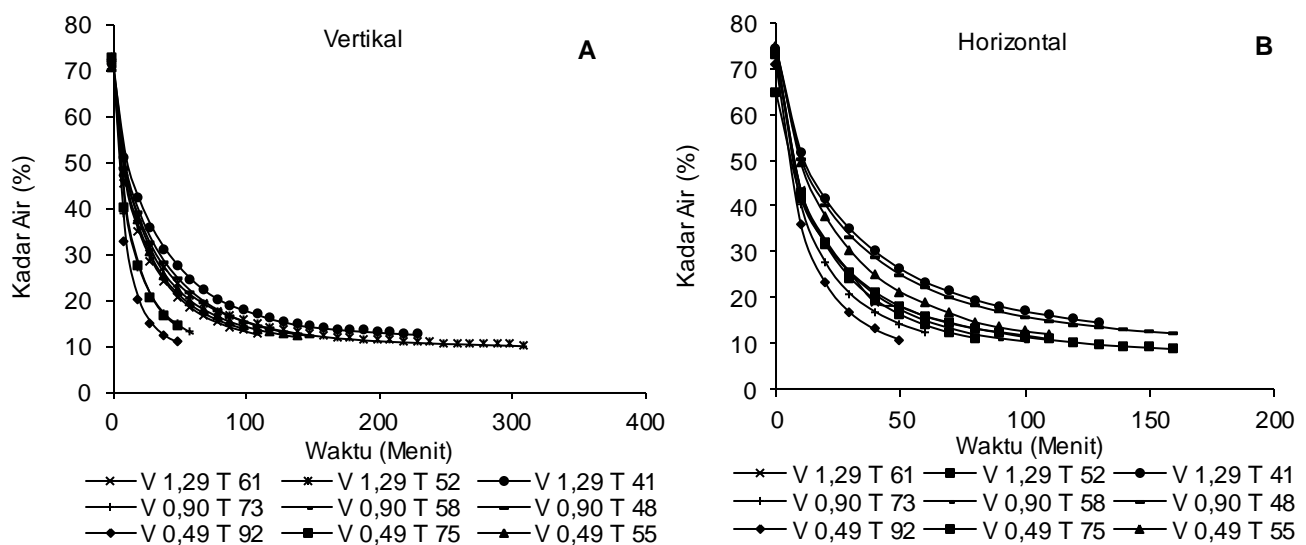 Vertikal
A
Kadar Air (%)
80
70
60
50
40
30
20
10
0
0 100 200 300 400
Waktu (Menit)
V 1,29 T 61 V 1,29 T 52 V 1,29 T 41
V 0,90 T 73 V 0,90 T 58 V 0,90 T 48
V 0,49 T 92 V 0,49 T 75 V 0,49 T 55
Horizontal
B
Kadar Air (%)
80
70
60
50
40
30
20
10
0
0 50 100 150 200
Waktu (Menit)
V 1,29 T 61 V 1,29 T 52 V 1,29 T 41
V 0,90 T 73 V 0,90 T 58 V 0,90 T 48
V 0,49 T 92 V 0,49 T 75 V 0,49 T 55